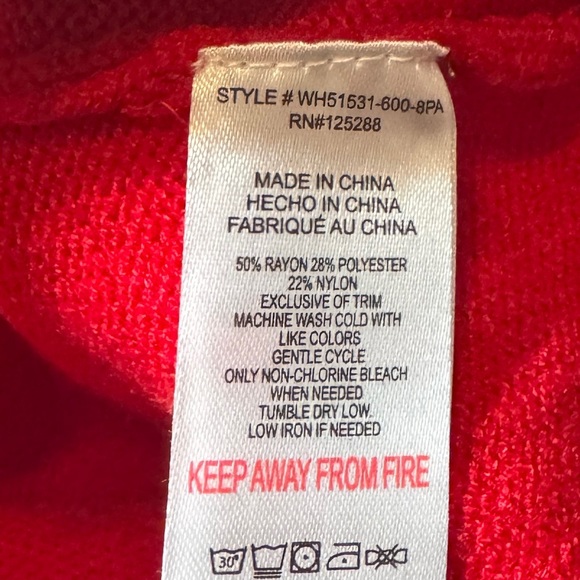 STYLE # WH51531-600-8PA
RN#125288
MADE IN CHINA
HECHO IN CHINA
FABRIQUÉ AU CHINA
50% RAYON 28% POLYESTER
22% NYLON
EXCLUSIVE OF TRIM
MACHINE WASH COLD WITH
LIKE COLORS
GENTLE CYCLE
ONLY NON-CHLORINE BLEACH
WHEN NEEDED
TUMBLE DRY LOW.
LOW IRON IF NEEDED
KEEP AWAY FROM FIRE
30°